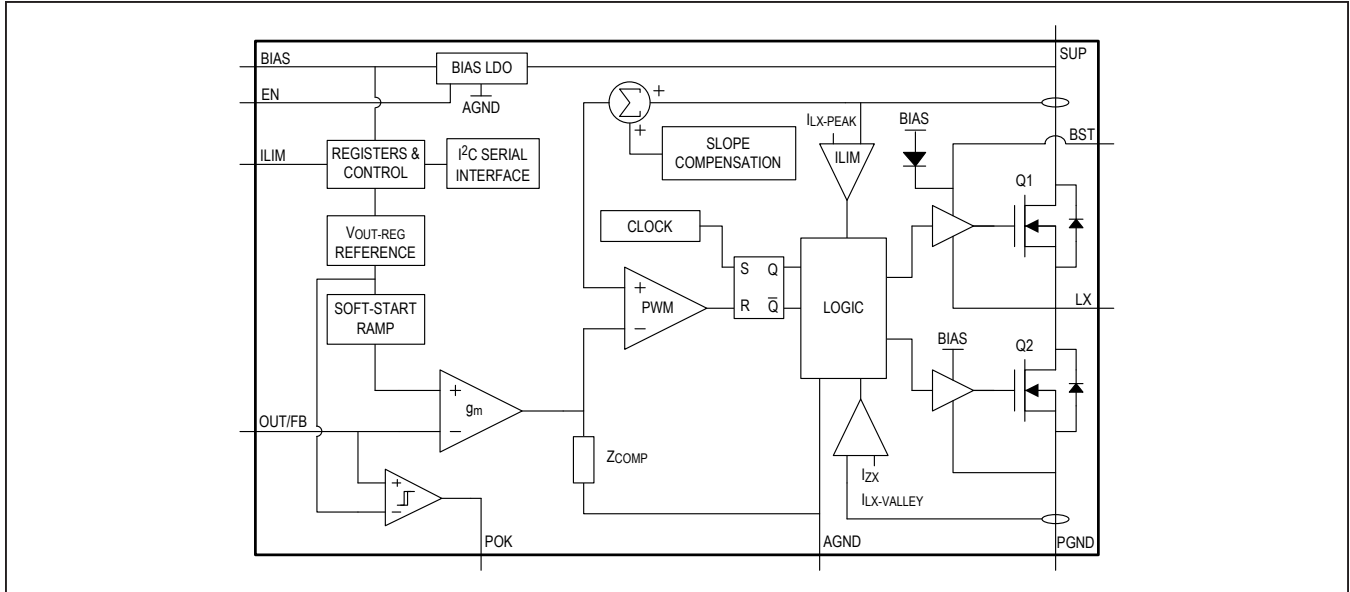 SUP
BIAS
BIAS LDO
EN
AGND
Σ
+
+
ILX-PEAK
BIAS
BST
ILIM
REGISTERS &
CONTROL
I2C SERIAL
INTERFACE
SLOPE
COMPENSATION
ILIM
Q1
CLOCK
VOUT-REG
REFERENCE
S Q
R Q̅
LOGIC
+
PWM
−
LX
SOFT-START
RAMP
BIAS
Q2
+
gm
−
OUT/FB
ZCOMP
IZX
ILX-VALLEY
+
−
POK
AGND
PGND